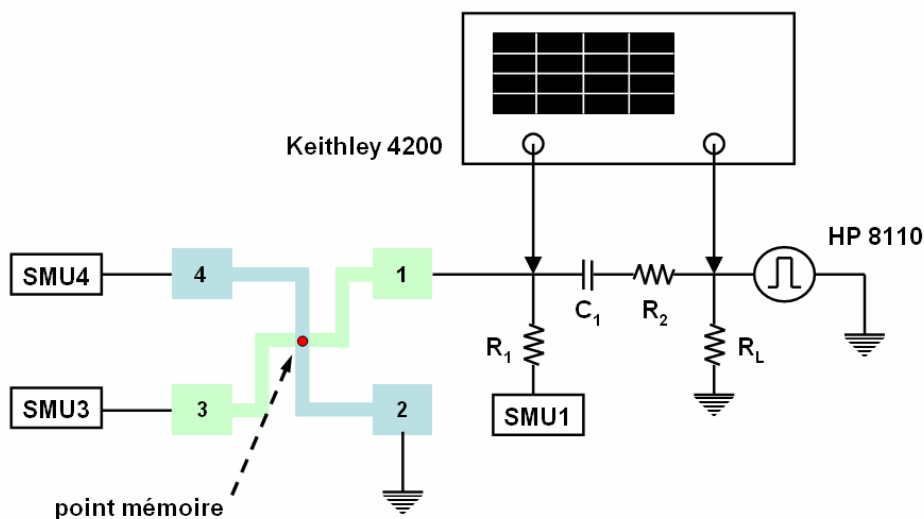 Keithley 4200
HP 8110
SMU4
4
1
C1
R2
R1
RL
SMU3
3
2
SMU1
point mémoire